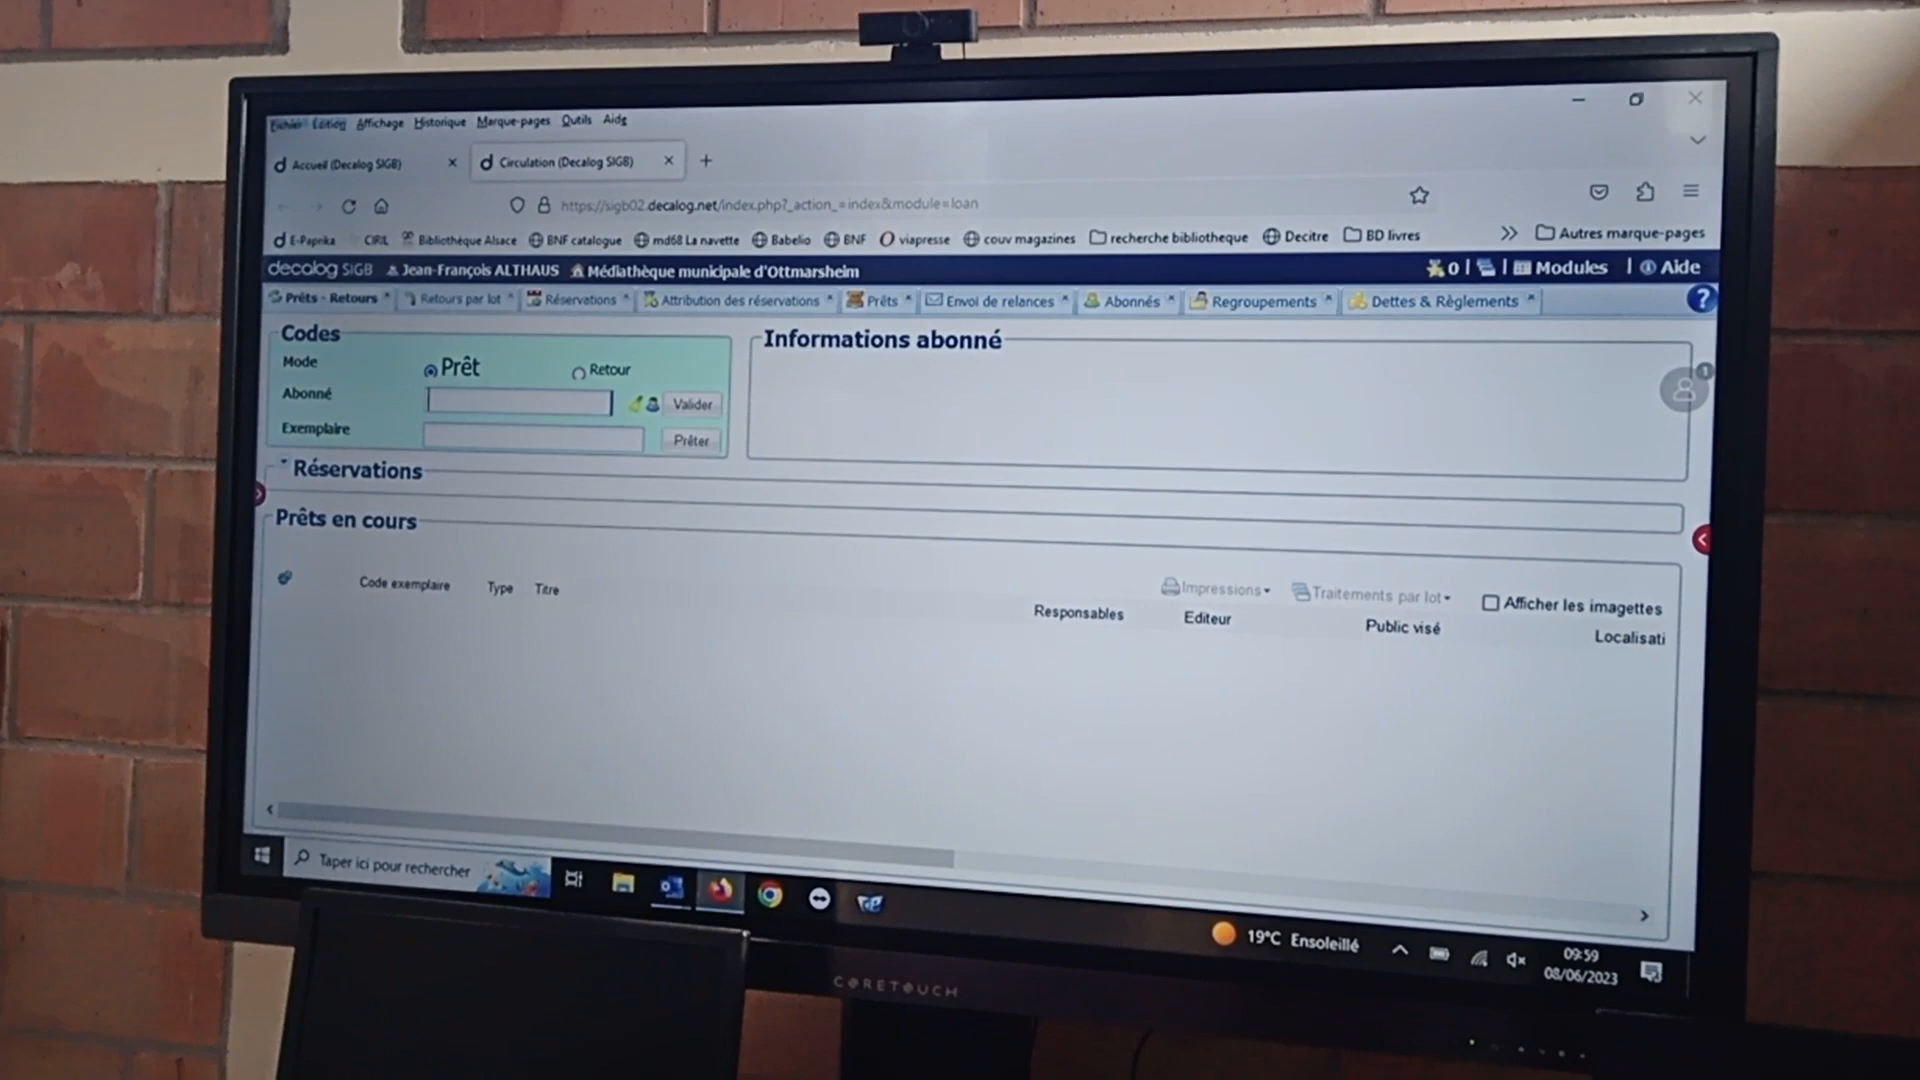 Fichier Edition Affichage Historique Marque-pages Outils Aide
Accueil (Decalog SIGB) × Circulation (Decalog SIGB) × +
https://sigb02.decalog.net/index.php?_action_=index&module=loan
E-Paprika CIRIL Bibliothèque Alsace BNF catalogue md68 La navette Babelio BNF viapresse couv magazines recherche bibliotheque Decitre BD livres >> Autres marque-pages
decalog SIGB Jean-François ALTHAUS Médiathèque municipale d'Ottmarsheim 0 | | Modules | Aide
Prêts - Retours Retours par lot Réservations Attribution des réservations Prêts Envoi de relances Abonnés Regroupements Dettes & Règlements ?
Codes
Informations abonné
Mode Prêt Retour
1
Abonné Valider
Exemplaire Prêter
Réservations
Prêts en cours
Impressions Traitements par lot Afficher les imagettes
Code exemplaire Type Titre Responsables Editeur Public visé Localisati
Taper ici pour rechercher
19°C Ensoleillé
09:59
08/06/2023
CORETOUCH